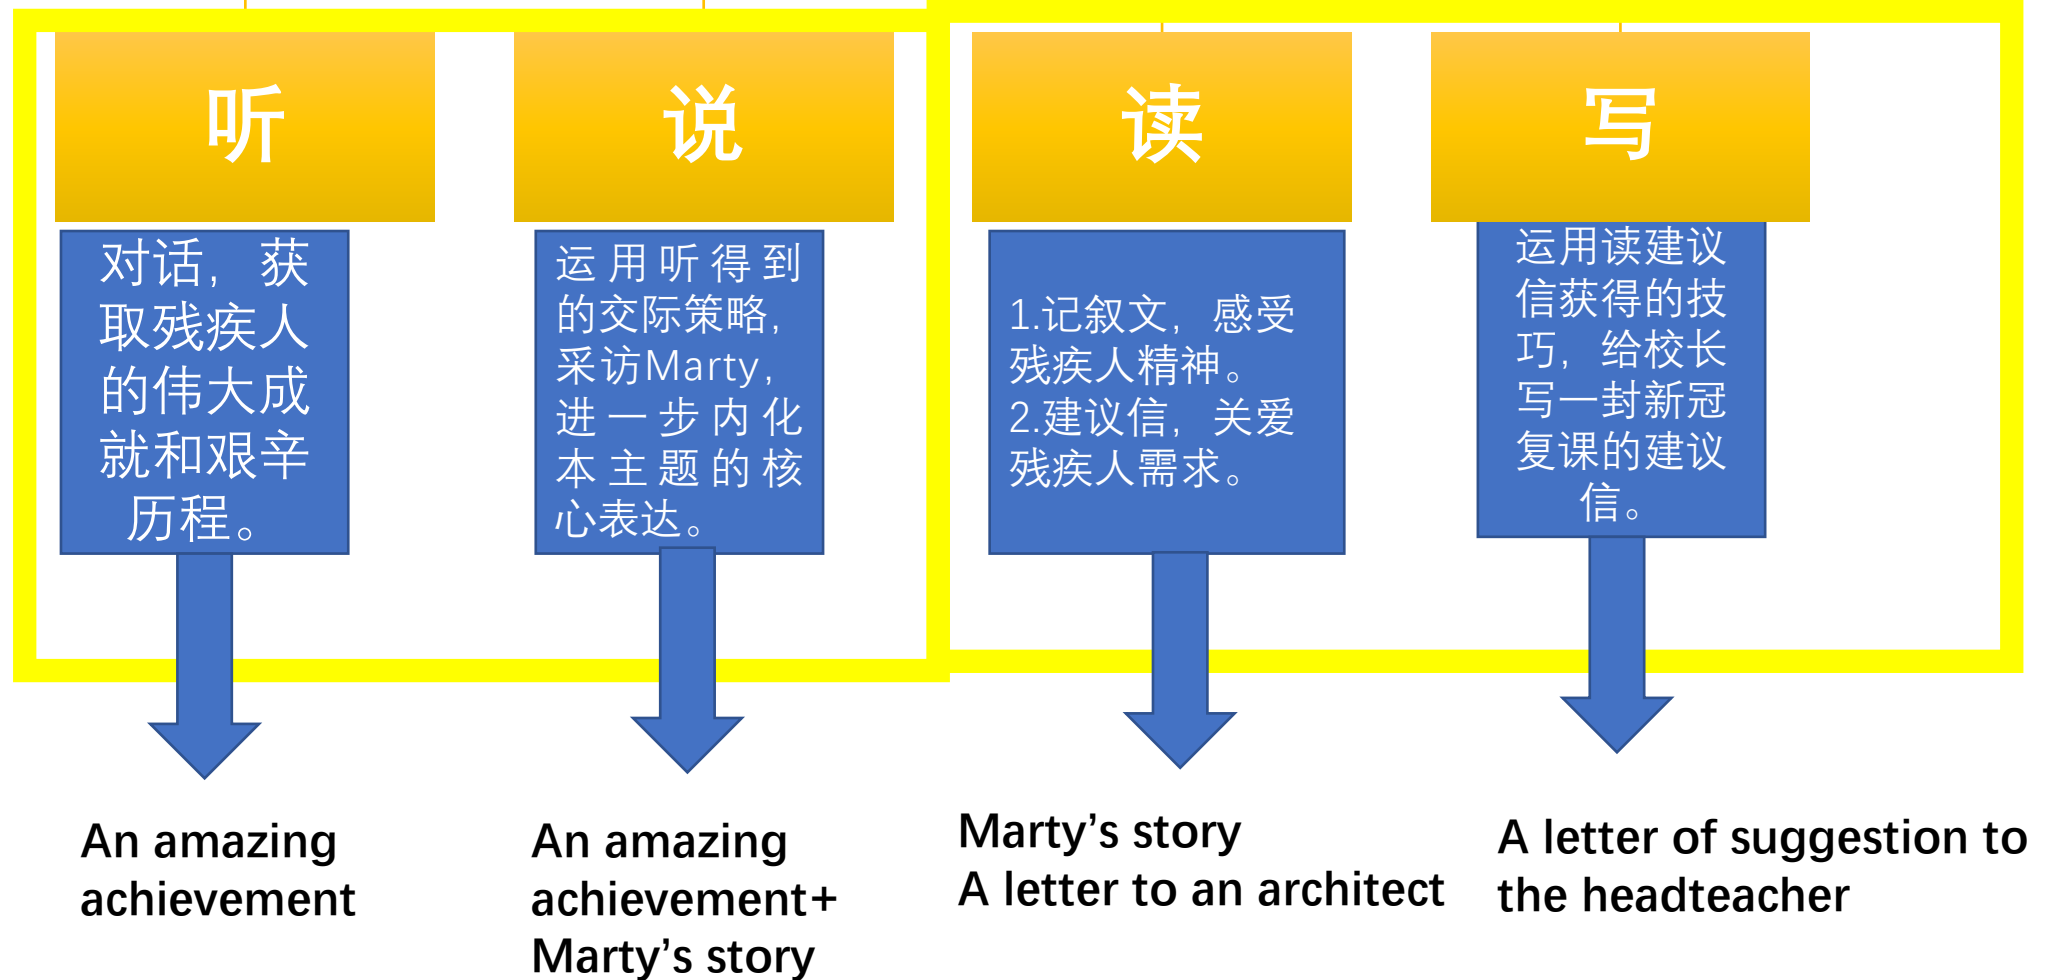 听
对话，获
取残疾人
的伟大成
就和艰辛
历程。
An amazing
achievement
说
运用听得到
的交际策略，
采访Marty，
进一步内化
本主题的核
心表达。
An amazing
achievement+
Marty’s story
读
1.记叙文，感受
残疾人精神。
2.建议信，关爱
残疾人需求。
Marty’s story
A letter to an architect
写
运用读建议
信获得的技
巧，给校长
写一封新冠
复课的建议
信。
A letter of suggestion to
the headteacher